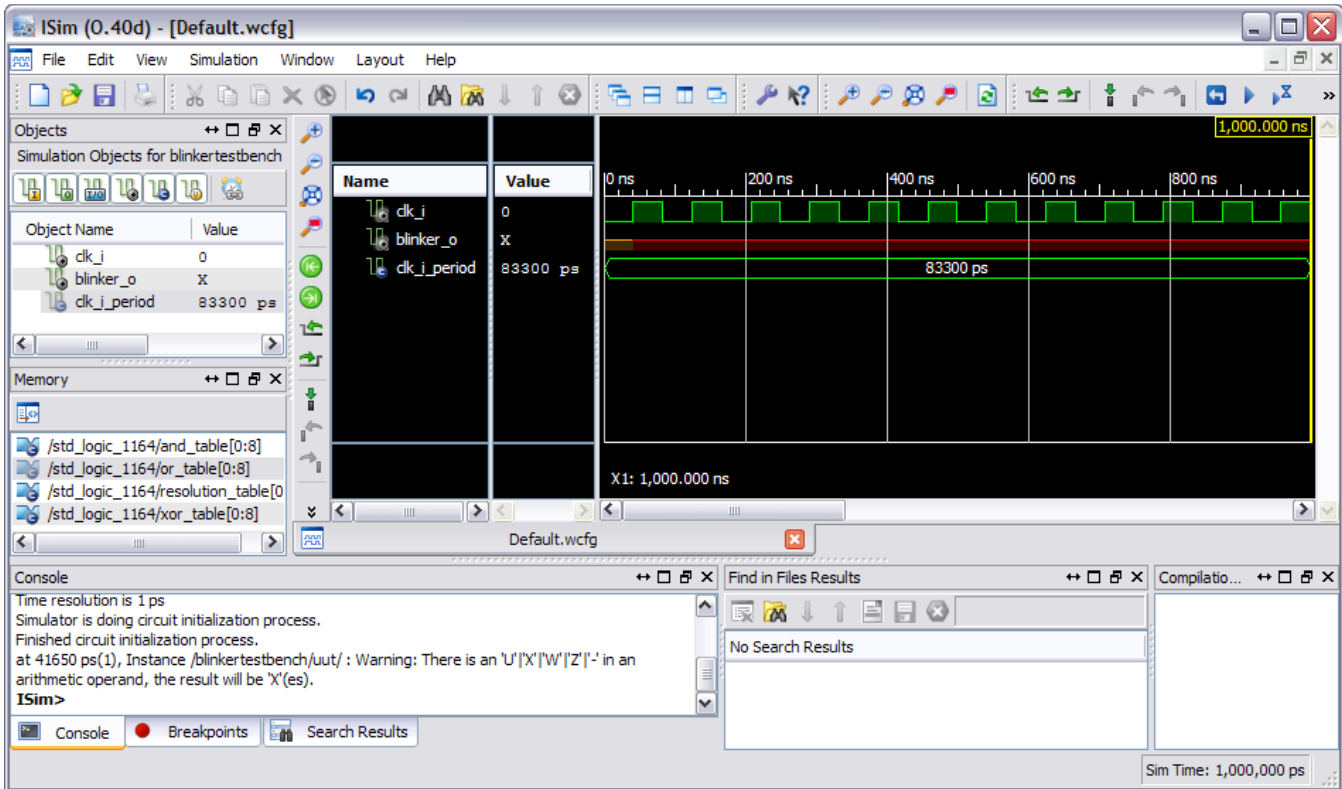 ISim (0.40d) - [Default.wcfg]
File Edit View Simulation Window Layout Help
Objects
Simulation Objects for blinkertestbench
Object Name Value
clk_i 0
blinker_o X
clk_i_period 83300 ps
Memory
/std_logic_1164/and_table[0:8]
/std_logic_1164/or_table[0:8]
/std_logic_1164/resolution_table[0
/std_logic_1164/xor_table[0:8]
Name Value
clk_i 0
blinker_o X
clk_i_period 83300 ps
1,000.000 ns
0 ns 200 ns 400 ns 600 ns 800 ns
83300 ps
X1: 1,000.000 ns
Default.wcfg
Console
Time resolution is 1 ps
Simulator is doing circuit initialization process.
Finished circuit initialization process.
at 41650 ps(1), Instance /blinkertestbench/uut/ : Warning: There is an 'U'|'X'|'W'|'Z'|'-' in an
arithmetic operand, the result will be 'X'(es).
ISim>
Console Breakpoints Search Results
Find in Files Results
No Search Results
Compilatio...
Sim Time: 1,000,000 ps